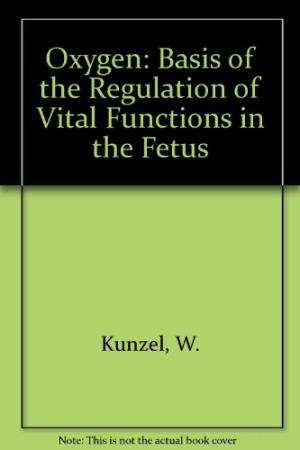 Oxygen: Basis of
the Regulation of
Vital Functions in
the Fetus
Kunzel, W.
Note: This is not the actual book cover